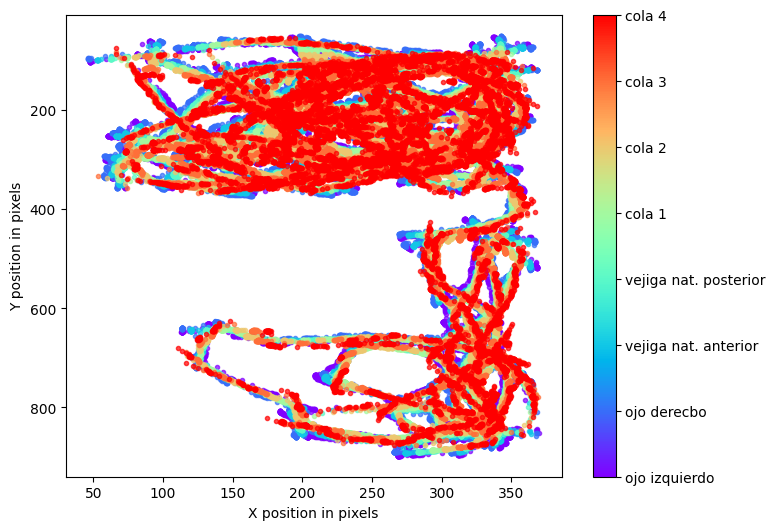 cola 4
cola 3
cola 2
cola 1
vejiga nat. posterior
vejiga nat. anterior
ojo derecbo
ojo izquierdo
200
400
600
800
Y position in pixels
50
100
150
200
250
300
350
X position in pixels